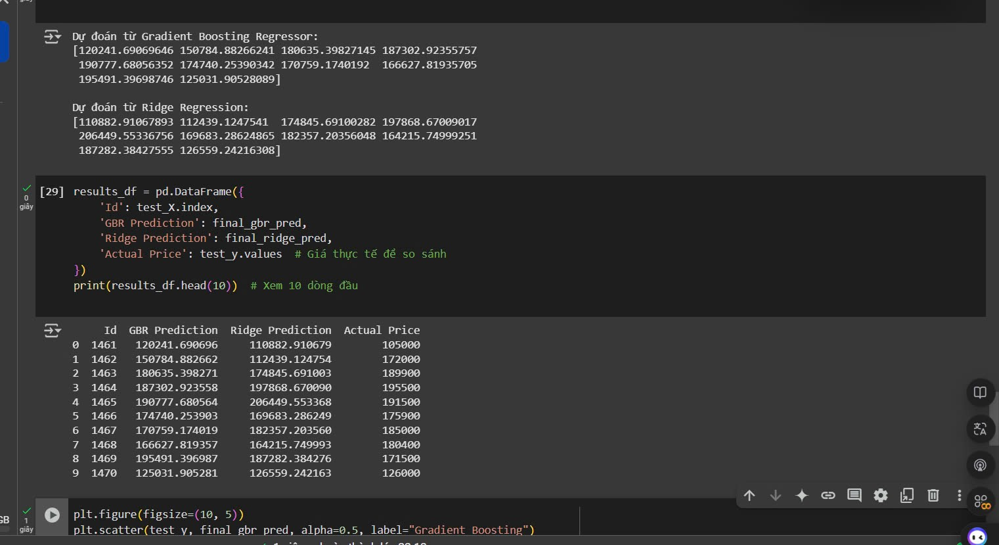 Dự đoán từ Gradient Boosting Regressor:
[120241.69069646 150784.88266241 180635.39827145 187302.92355757
190777.68056352 174740.25390342 170759.1740192 166627.81935705
195491.39698746 125031.90528089]
Dự đoán từ Ridge Regression:
[110882.91067893 112439.1247541 174845.69100282 197868.67009017
206449.55336756 169683.28624865 182357.20356048 164215.74999251
187282.38427555 126559.24216308]
0
giây
[29] results_df = pd.DataFrame({
'Id': test_X.index,
'GBR Prediction': final_gbr_pred,
'Ridge Prediction': final_ridge_pred,
'Actual Price': test_y.values # Giá thực tế để so sánh
})
print(results_df.head(10)) # Xem 10 dòng đầu
Id GBR Prediction Ridge Prediction Actual Price
0 1461 120241.690696 110882.910679 105000
1 1462 150784.882662 112439.124754 172000
2 1463 180635.398271 174845.691003 189900
3 1464 187302.923558 197868.670090 195500
4 1465 190777.680564 206449.553368 191500
5 1466 174740.253903 169683.286249 175900
6 1467 170759.174019 182357.203560 185000
7 1468 166627.819357 164215.749993 180400
8 1469 195491.396987 187282.384276 171500
9 1470 125031.905281 126559.242163 126000
GB
1
giây
plt.figure(figsize=(10, 5))
plt.scatter(test_y, final_gbr_pred, alpha=0.5, label="Gradient Boosting")